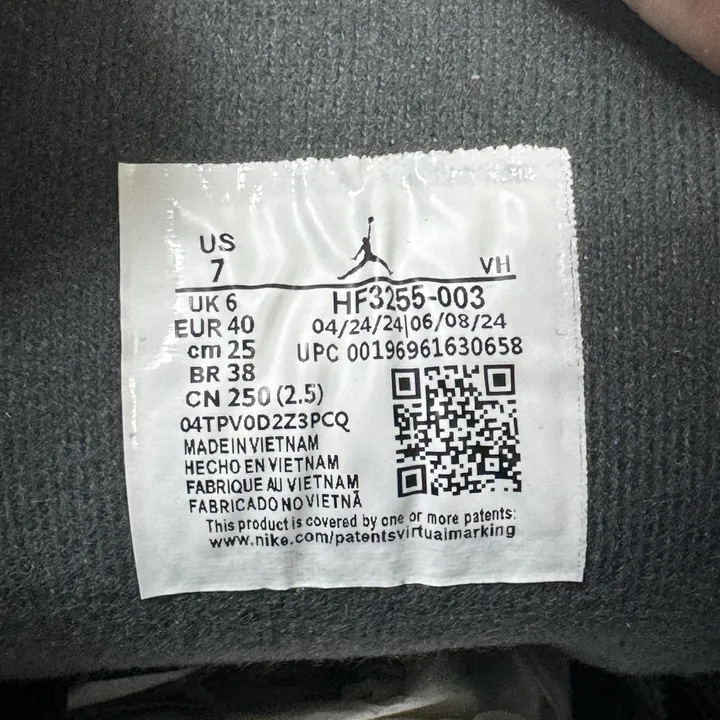 US
7
VH
UK 6
HF3255-003
EUR 40
04/24/24|06/08/24
cm 25
UPC 00196961630658
BR 38
CN 250 (2.5)
04TPV0D2Z3PCQ
MADE IN VIETNAM
HECHO EN VIETNAM
FABRIQUE AU VIETNAM
FABRICADO NO VIETNÃ
This product is covered by one or more patents:
www.nike.com/patentsvirtualmarking